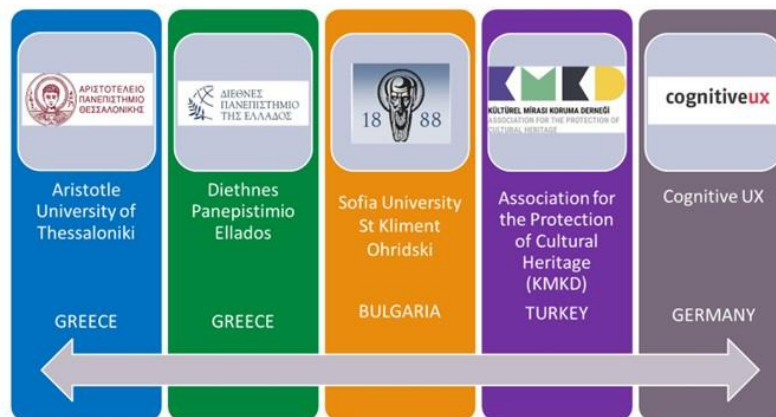 ΑΡΙΣΤΟΤΕΛΕΙΟ
ΠΑΝΕΠΙΣΤΗΜΙΟ
ΘΕΣΣΑΛΟΝΙΚΗΣ
Aristotle
University of
Thessaloniki
GREECE
ΔΙΕΘΝΕΣ
ΠΑΝΕΠΙΣΤΗΜΙΟ
ΤΗΣ ΕΛΛΑΔΟΣ
Diethnes
Panepistimio
Ellados
GREECE
18 88
Sofia University
St Kliment
Ohridski
BULGARIA
KMKD
KÜLTÜREL MİRASI KORUMA DERNEĞİ
ASSOCIATION FOR THE PROTECTION OF
CULTURAL HERITAGE
Association for
the Protection
of Cultural
Heritage
(KMKD)
TURKEY
cognitiveux
Cognitive UX
GERMANY